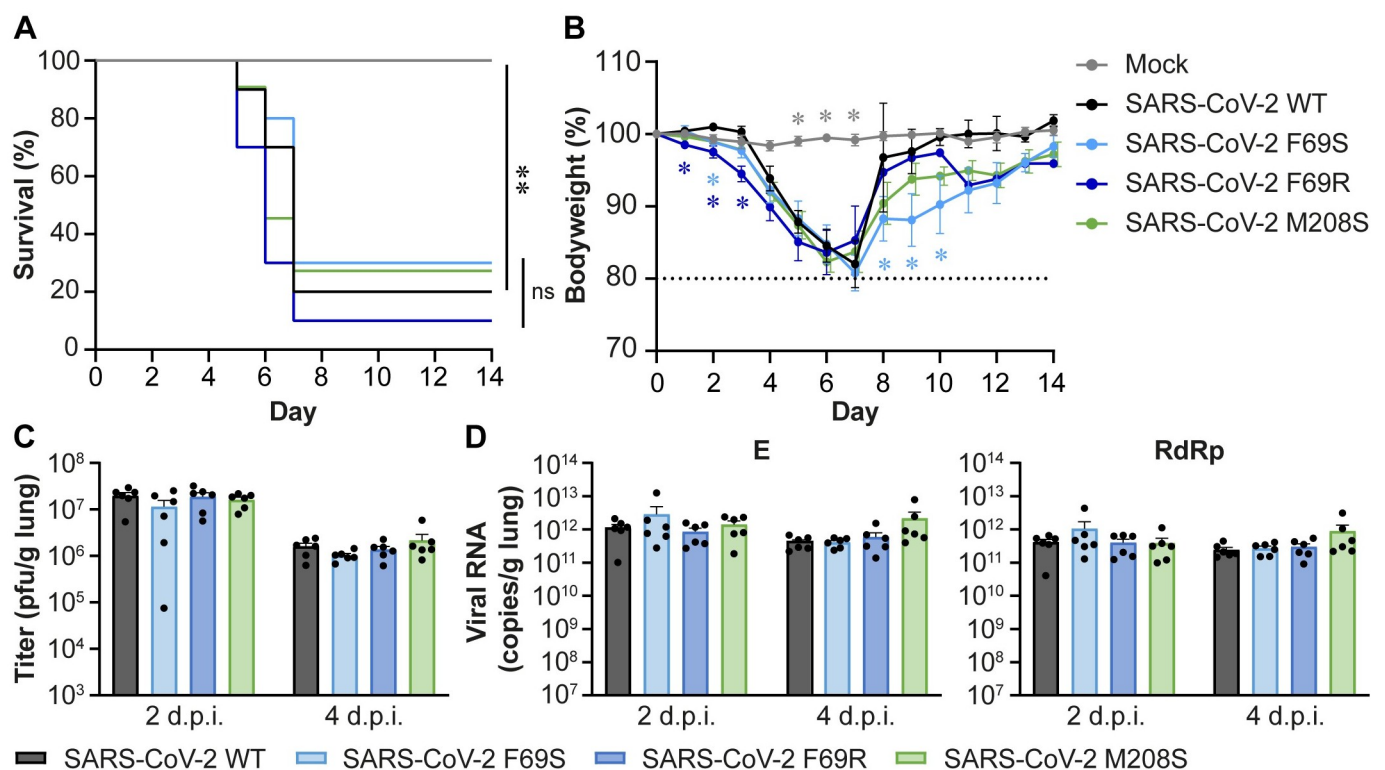 A
B
Survival (%)
100
80
60
40
20
0
0 2 4 6 8 10 12 14
Day
**
ns
Bodyweight (%)
110
100
90
80
70
* * *
* * *
* *
* * *
0 2 4 6 8 10 12 14
Day
Mock
SARS-CoV-2 WT
SARS-CoV-2 F69S
SARS-CoV-2 F69R
SARS-CoV-2 M208S
C
D
Titer (pfu/g lung)
10⁸
10⁷
10⁶
10⁵
10⁴
10³
2 d.p.i. 4 d.p.i.
E
Viral RNA
(copies/g lung)
10¹⁴
10¹³
10¹²
10¹¹
10¹⁰
10⁹
10⁸
10⁷
2 d.p.i. 4 d.p.i.
RdRp
10¹⁴
10¹³
10¹²
10¹¹
10¹⁰
10⁹
10⁸
10⁷
2 d.p.i. 4 d.p.i.
SARS-CoV-2 WT SARS-CoV-2 F69S SARS-CoV-2 F69R SARS-CoV-2 M208S